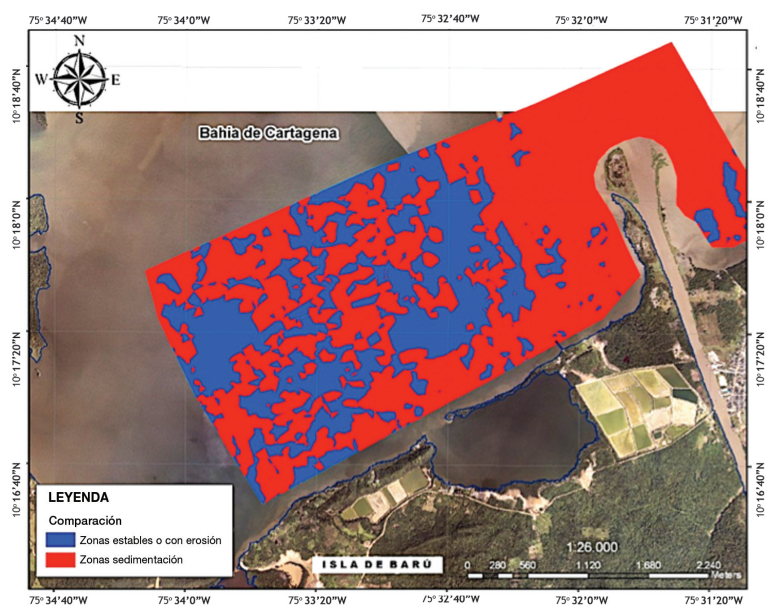 75° 34'40"W 75° 34'0"W 75° 33'20"W 75° 32'40"W 75° 32'0"W 75° 31'20"W
N
W E
S
10° 18'40"N 10° 18'40"N
Bahia de Cartagena
10° 18'0"N 10° 18'0"N
10° 17'20"N 10° 17'20"N
10° 16'40"N 10° 16'40"N
LEYENDA
Comparación
Zonas estables o con erosión
Zonas sedimentación
ISLA DE BARÚ
1:26.000
0 280 560 1.120 1.680 2.240
Meters
75° 34'40"W 75° 34'0"W 75° 33'20"W 75° 32'40"W 75° 32'0"W 75° 31'20"W